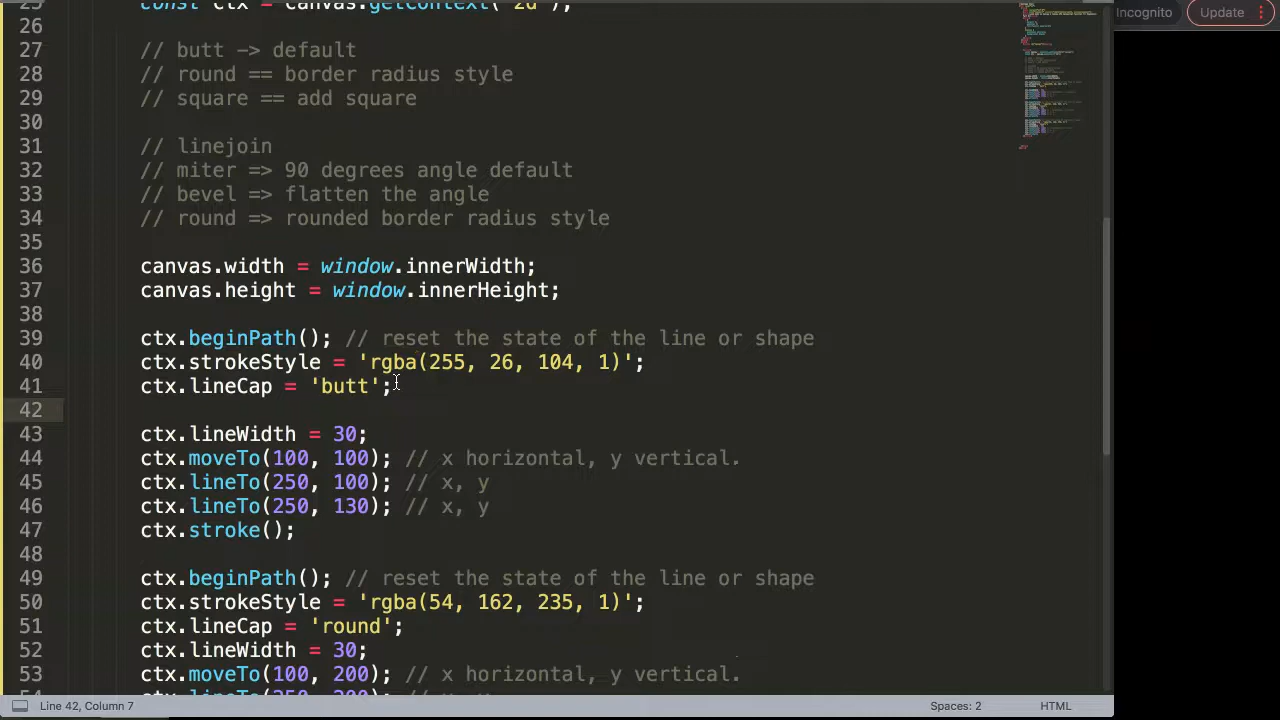 25 const ctx = canvas.getContext('2d');
26
27 // butt -> default
28 // round == border radius style
29 // square == add square
30
31 // linejoin
32 // miter => 90 degrees angle default
33 // bevel => flatten the angle
34 // round => rounded border radius style
35
36 canvas.width = window.innerWidth;
37 canvas.height = window.innerHeight;
38
39 ctx.beginPath(); // reset the state of the line or shape
40 ctx.strokeStyle = 'rgba(255, 26, 104, 1)';
41 ctx.lineCap = 'butt';
42
43 ctx.lineWidth = 30;
44 ctx.moveTo(100, 100); // x horizontal, y vertical.
45 ctx.lineTo(250, 100); // x, y
46 ctx.lineTo(250, 130); // x, y
47 ctx.stroke();
48
49 ctx.beginPath(); // reset the state of the line or shape
50 ctx.strokeStyle = 'rgba(54, 162, 235, 1)';
51 ctx.lineCap = 'round';
52 ctx.lineWidth = 30;
53 ctx.moveTo(100, 200); // x horizontal, y vertical.
Incognito
Update
Line 42, Column 7
Spaces: 2
HTML